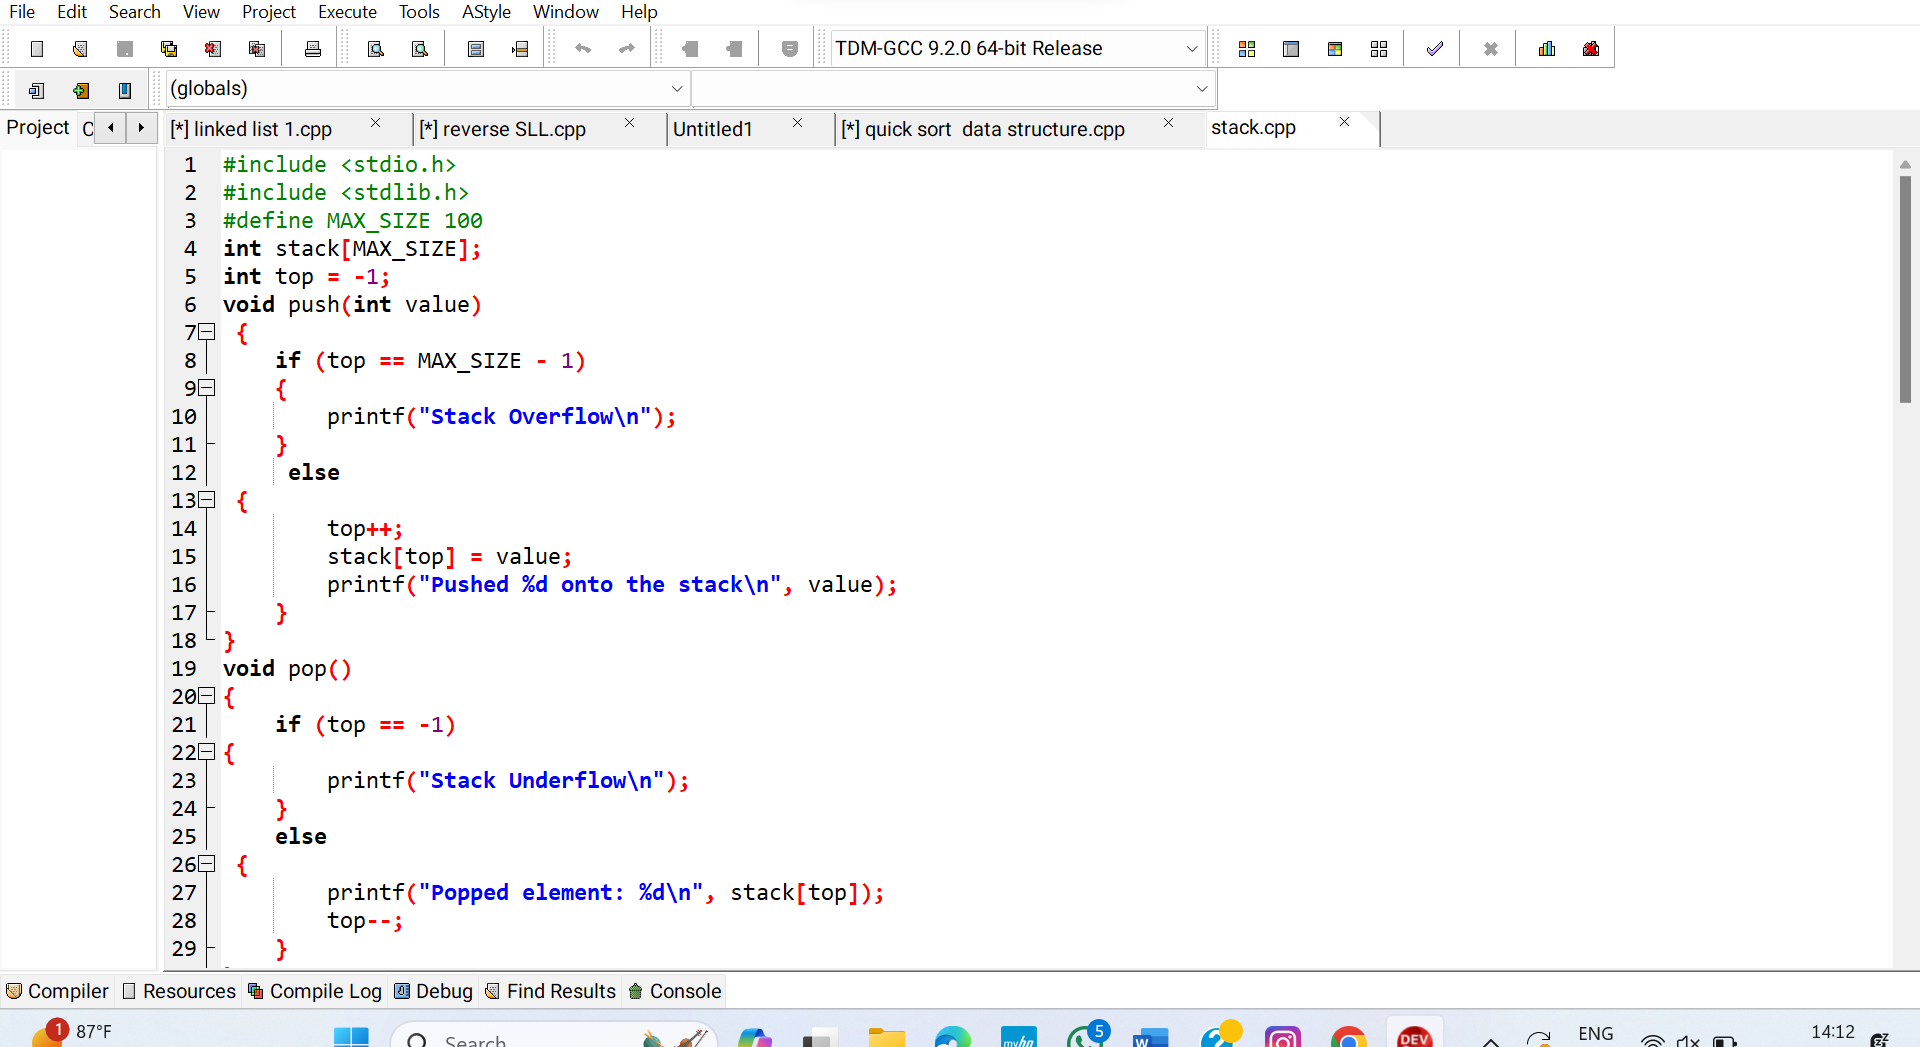 File Edit Search View Project Execute Tools AStyle Window Help
TDM-GCC 9.2.0 64-bit Release
(globals)
Project C [*] linked list 1.cpp [*] reverse SLL.cpp Untitled1 [*] quick sort  data structure.cpp stack.cpp
1 #include <stdio.h>
2 #include <stdlib.h>
3 #define MAX_SIZE 100
4 int stack[MAX_SIZE];
5 int top = -1;
6 void push(int value)
7 {
8 if (top == MAX_SIZE - 1)
9 {
10 printf("Stack Overflow\n");
11 }
12 else
13 {
14 top++;
15 stack[top] = value;
16 printf("Pushed %d onto the stack\n", value);
17 }
18 }
19 void pop()
20 {
21 if (top == -1)
22 {
23 printf("Stack Underflow\n");
24 }
25 else
26 {
27 printf("Popped element: %d\n", stack[top]);
28 top--;
29 }
Compiler Resources Compile Log Debug Find Results Console
1 87°F Search myhp 5 W DEV ENG 14:12